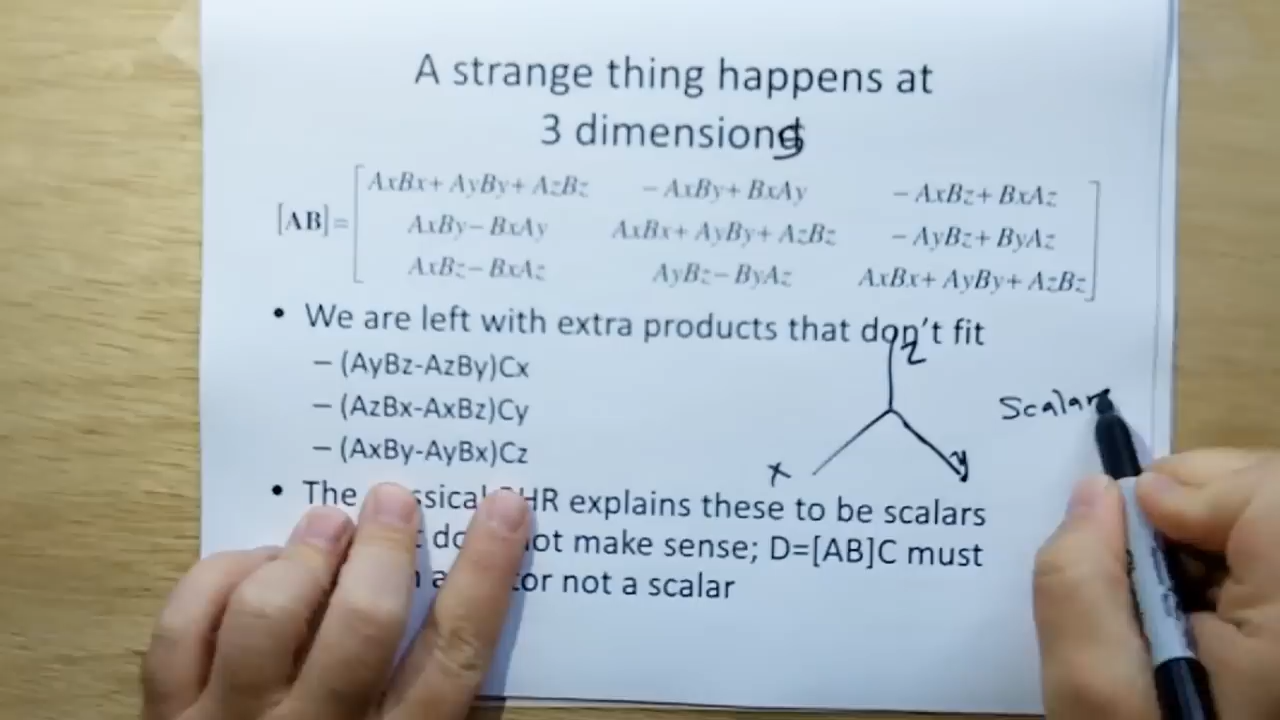 A strange thing happens at
3 dimensions
[AB]= AxBx+ AyBy+ AzBz −AxBy+ BxAy −AxBz+ BxAz
AxBy−BxAy AxBx+ AyBy+ AzBz −AyBz+ ByAz
AxBz−BxAz AyBz−ByAz AxBx+ AyBy+ AzBz
• We are left with extra products that don't fit
– (AyBz-AzBy)Cx
– (AzBx-AxBz)Cy
– (AxBy-AyBx)Cz
z
Scalar
x
y
• The explains these to be scalars
not make sense; D=[AB]C must
not a scalar